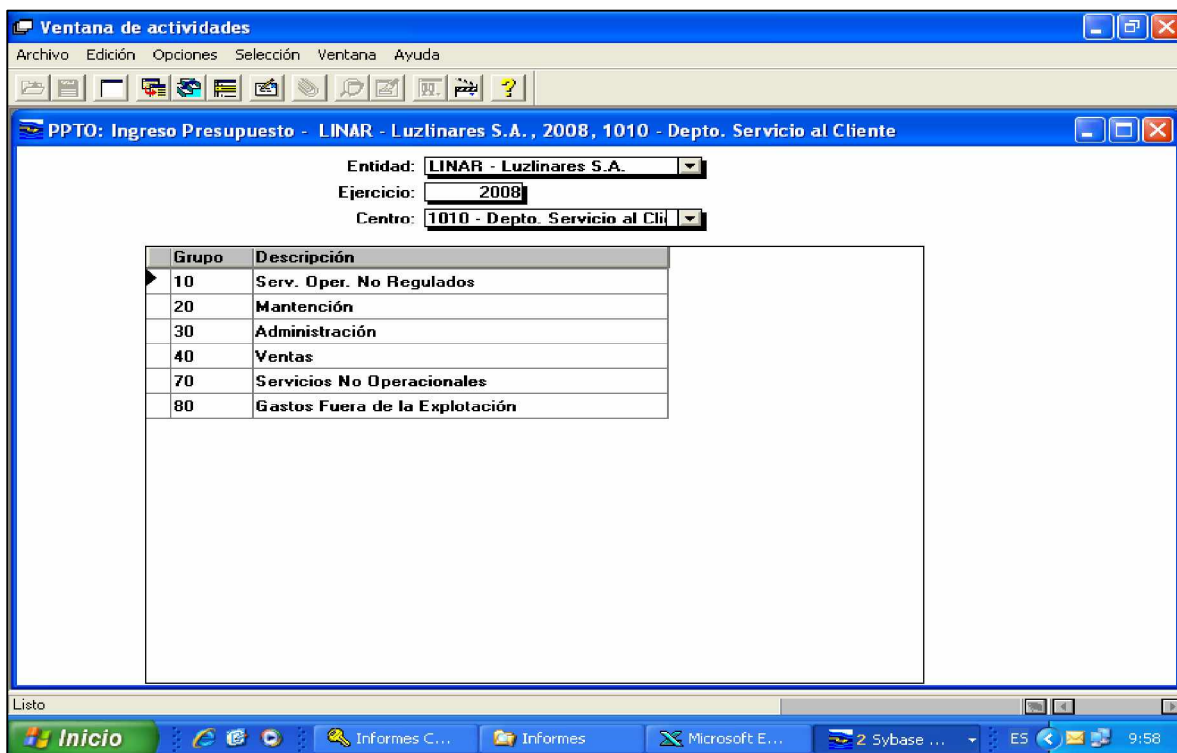 Ventana de actividades
Archivo Edición Opciones Selección Ventana Ayuda
PPTO: Ingreso Presupuesto - LINAR - Luzlinares S.A., 2008, 1010 - Depto. Servicio al Cliente
Entidad: LINAR - Luzlinares S.A.
Ejercicio: 2008
Centro: 1010 - Depto. Servicio al Cli
Grupo Descripción
10 Serv. Oper. No Regulados
20 Mantención
30 Administración
40 Ventas
70 Servicios No Operacionales
80 Gastos Fuera de la Explotación
Listo
Inicio Informes C... Informes Microsoft E... 2 Sybase ... ES 9:58